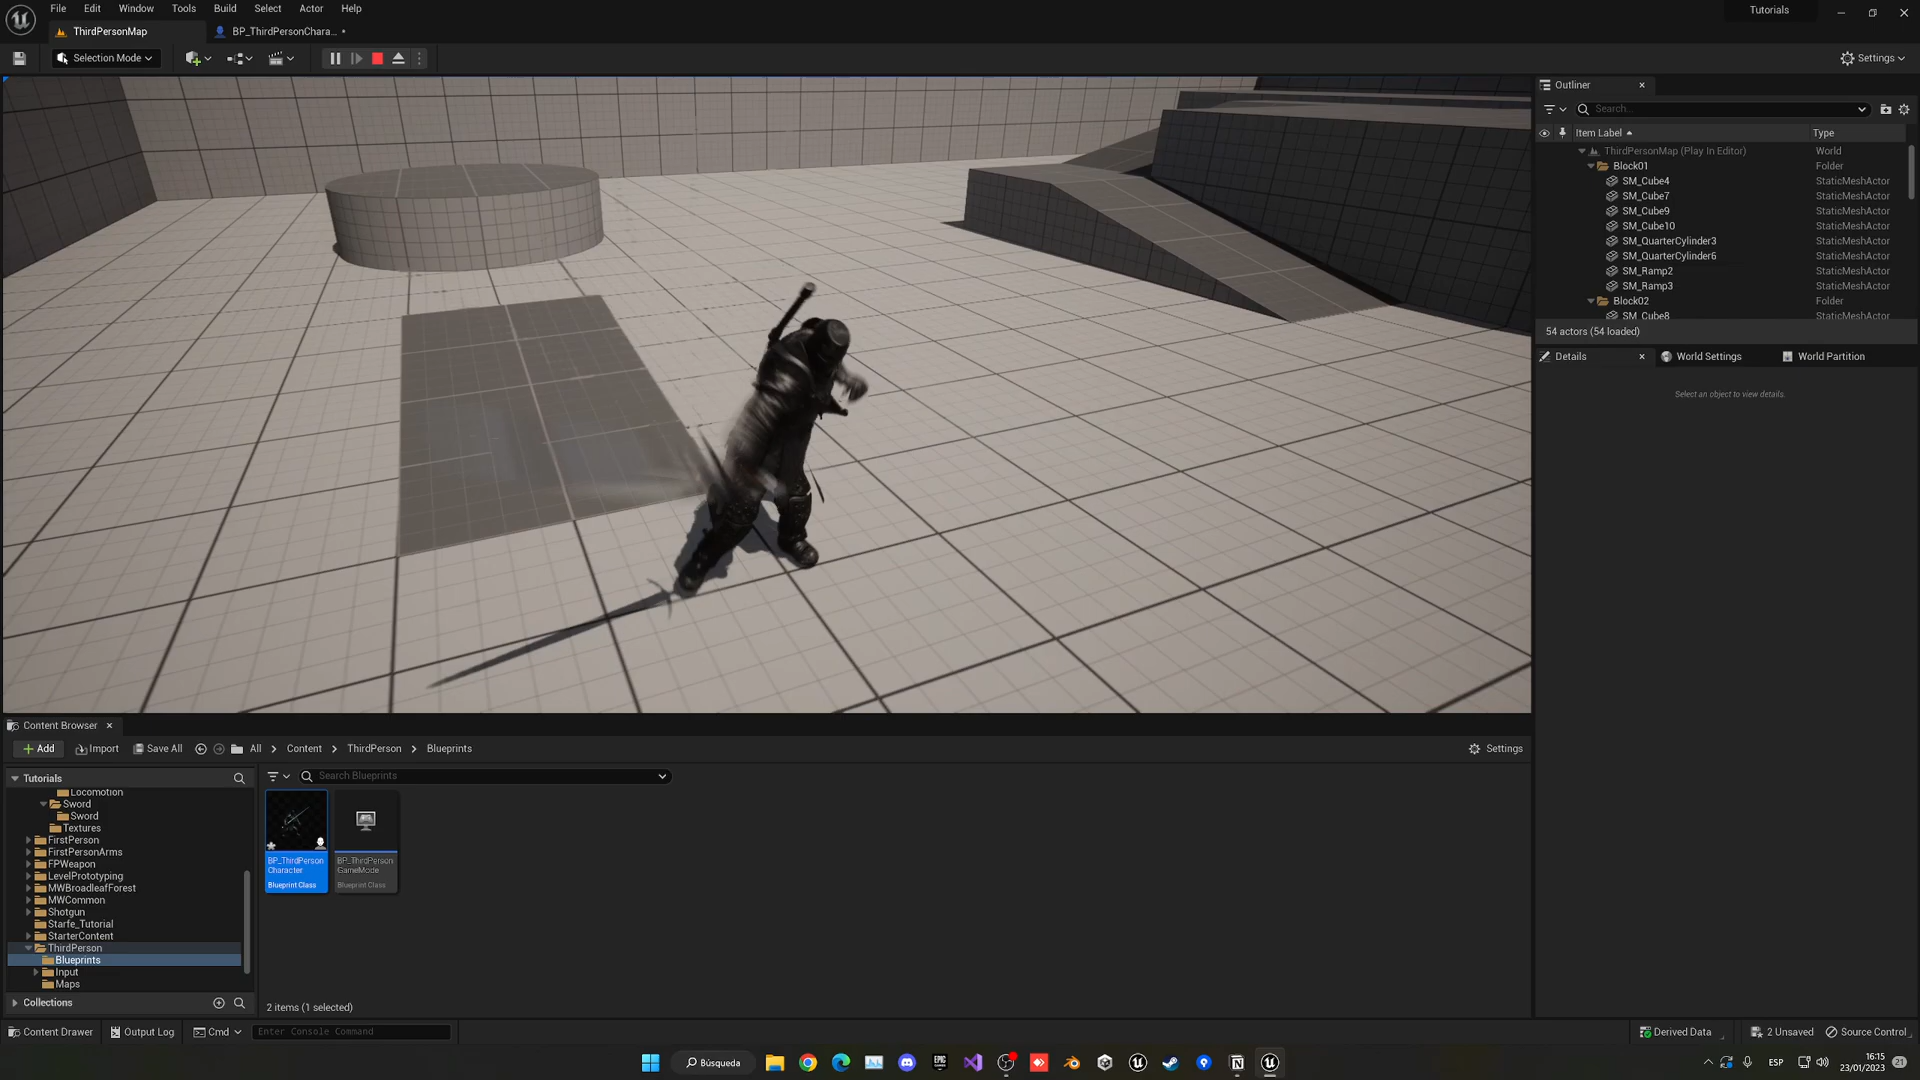 File Edit Window Tools Build Select Actor Help
Tutorials
ThirdPersonMap
BP_ThirdPersonChara... •
Selection Mode
Settings
Outliner
Search...
Item Label
Type
ThirdPersonMap (Play In Editor) World
Block01 Folder
SM_Cube4 StaticMeshActor
SM_Cube7 StaticMeshActor
SM_Cube9 StaticMeshActor
SM_Cube10 StaticMeshActor
SM_QuarterCylinder3 StaticMeshActor
SM_QuarterCylinder6 StaticMeshActor
SM_Ramp2 StaticMeshActor
SM_Ramp3 StaticMeshActor
Block02 Folder
SM_Cube8 StaticMeshActor
54 actors (54 loaded)
Details
World Settings
World Partition
Select an object to view details.
Content Browser
Add
Import
Save All
All > Content > ThirdPerson > Blueprints
Settings
Tutorials
Search Blueprints
Locomotion
Sword
Sword
Textures
FirstPerson
FirstPersonArms
FPWeapon
LevelPrototyping
MWBroadleafForest
MWCommon
Shotgun
Starfe_Tutorial
StarterContent
ThirdPerson
Blueprints
Input
Maps
BP_ThirdPerson
Character
Blueprint Class
BP_ThirdPerson
GameMode
Blueprint Class
Collections
2 items (1 selected)
Content Drawer
Output Log
Cmd
Enter Console Command
Derived Data
2 Unsaved
Source Control
Búsqueda
ESP
16:15
23/01/2023
21